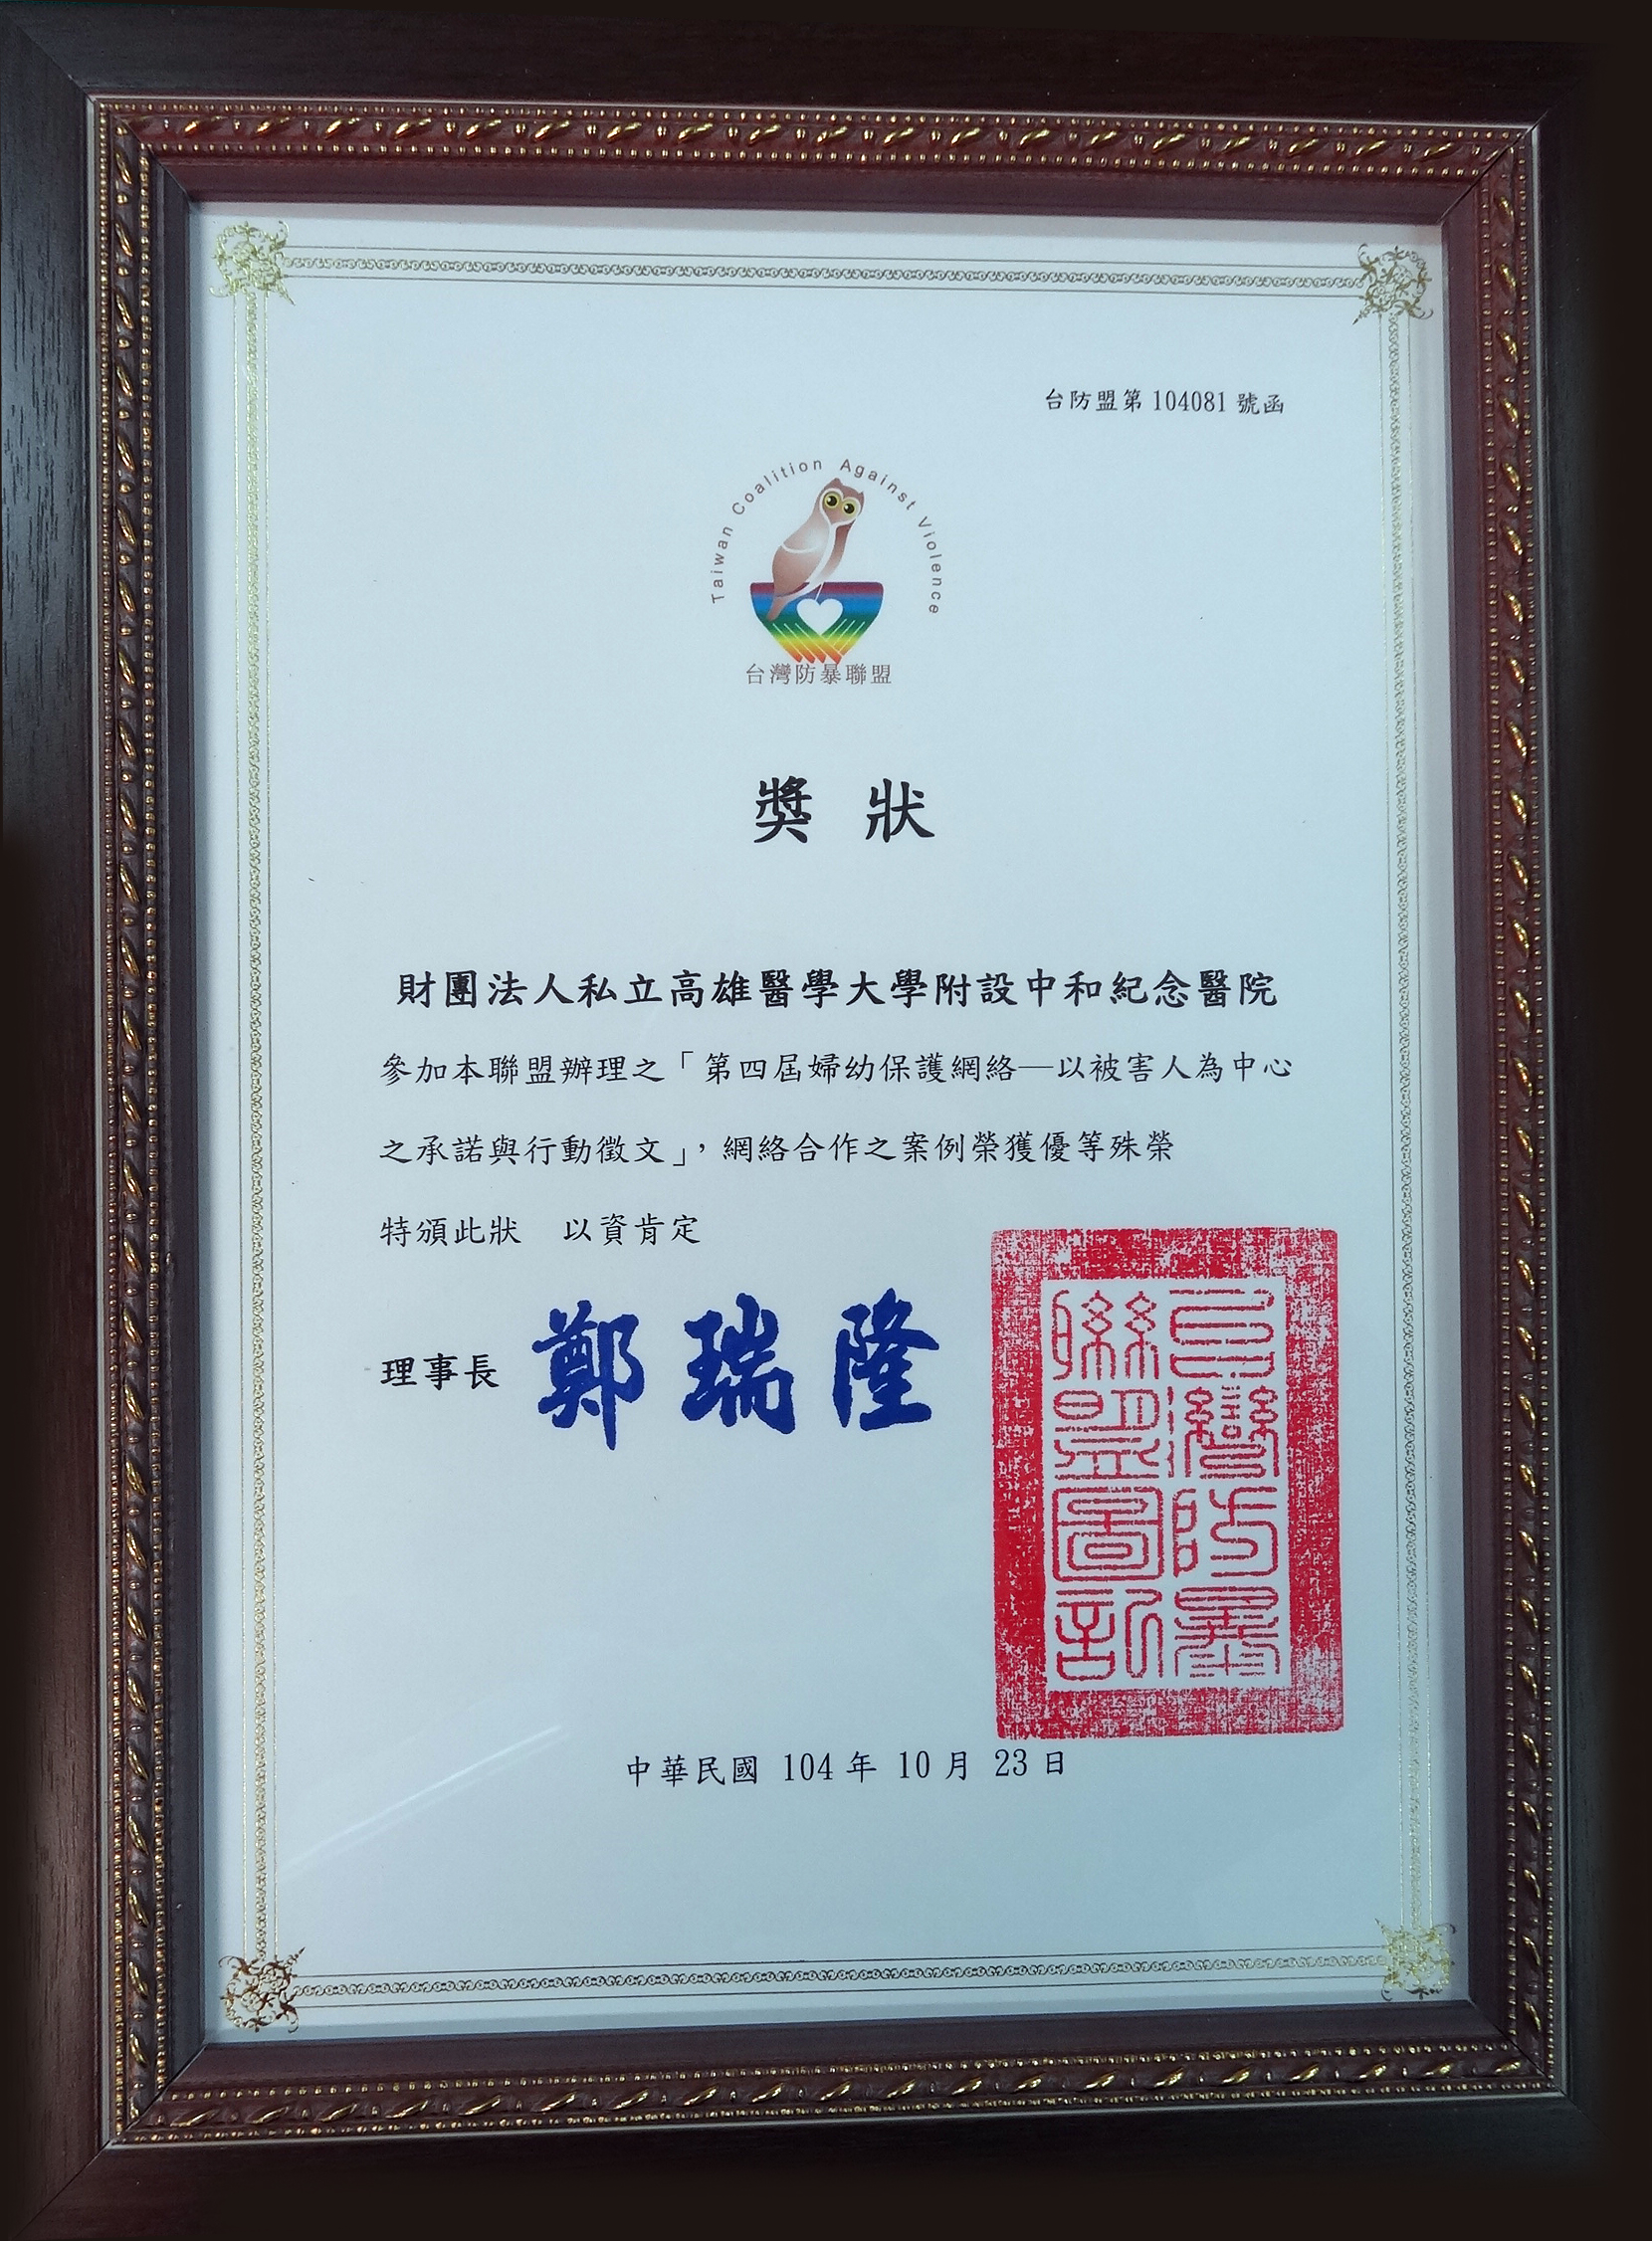 台防盟第 104081 號函
Taiwan Coalition Against Violence
台灣防暴聯盟
獎 狀
財團法人私立高雄醫學大學附設中和紀念醫院
參加本聯盟辦理之「第四屆婦幼保護網絡─以被害人為中心
之承諾與行動徵文」，網絡合作之案例榮獲優等殊榮
特頒此狀　以資肯定
理事長 鄭瑞隆
台灣防暴
聯盟圖記
中華民國 104 年 10 月 23 日